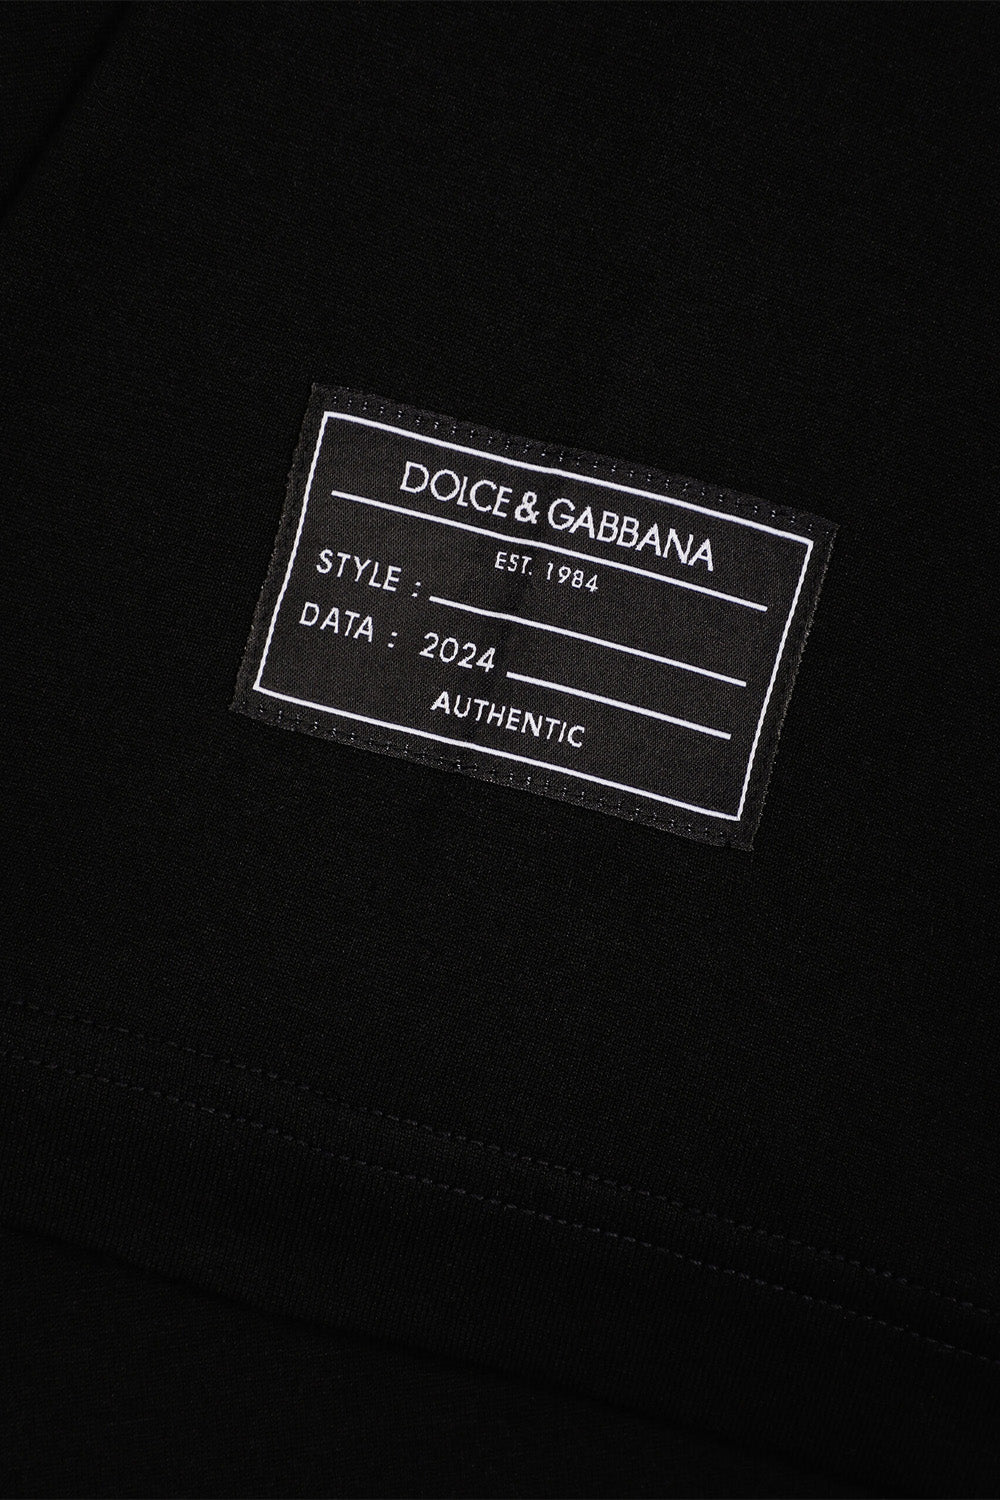 DOLCE & GABBANA
EST. 1984
STYLE :
DATA : 2024
AUTHENTIC